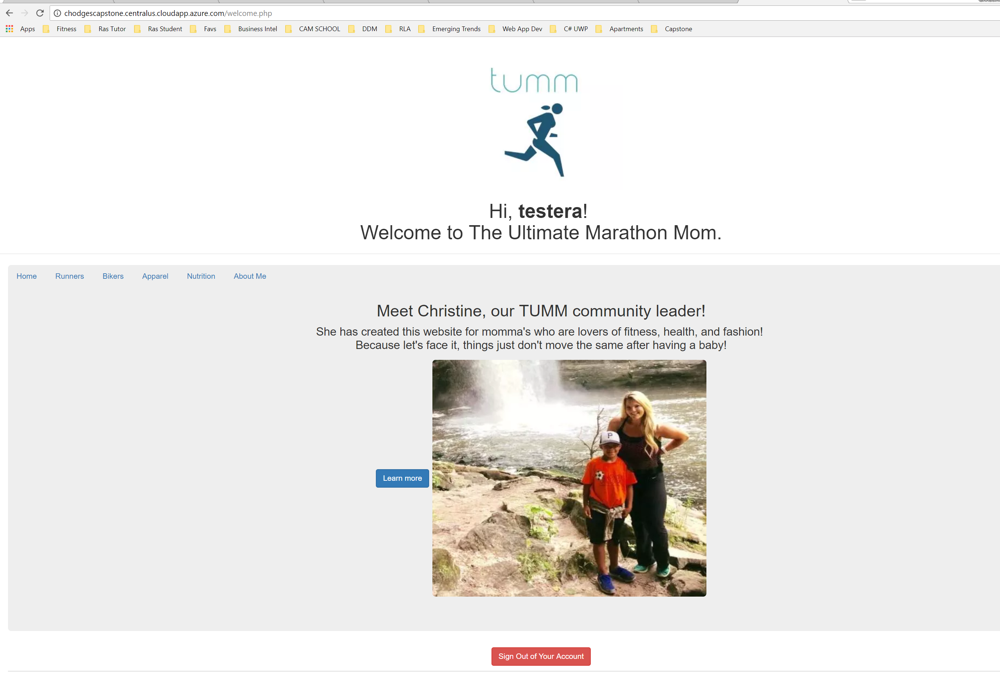 chodgescapstone.centralus.cloudapp.azure.com/welcome.php
Apps Fitness Ras Tutor Ras Student Favs Business Intel CAM SCHOOL DDM RLA Emerging Trends Web App Dev C# UWP Apartments Capstone
tumm
Hi, testera!
Welcome to The Ultimate Marathon Mom.
Home Runners Bikers Apparel Nutrition About Me
Meet Christine, our TUMM community leader!
She has created this website for momma's who are lovers of fitness, health, and fashion!
Because let's face it, things just don't move the same after having a baby!
P
Learn more
Sign Out of Your Account